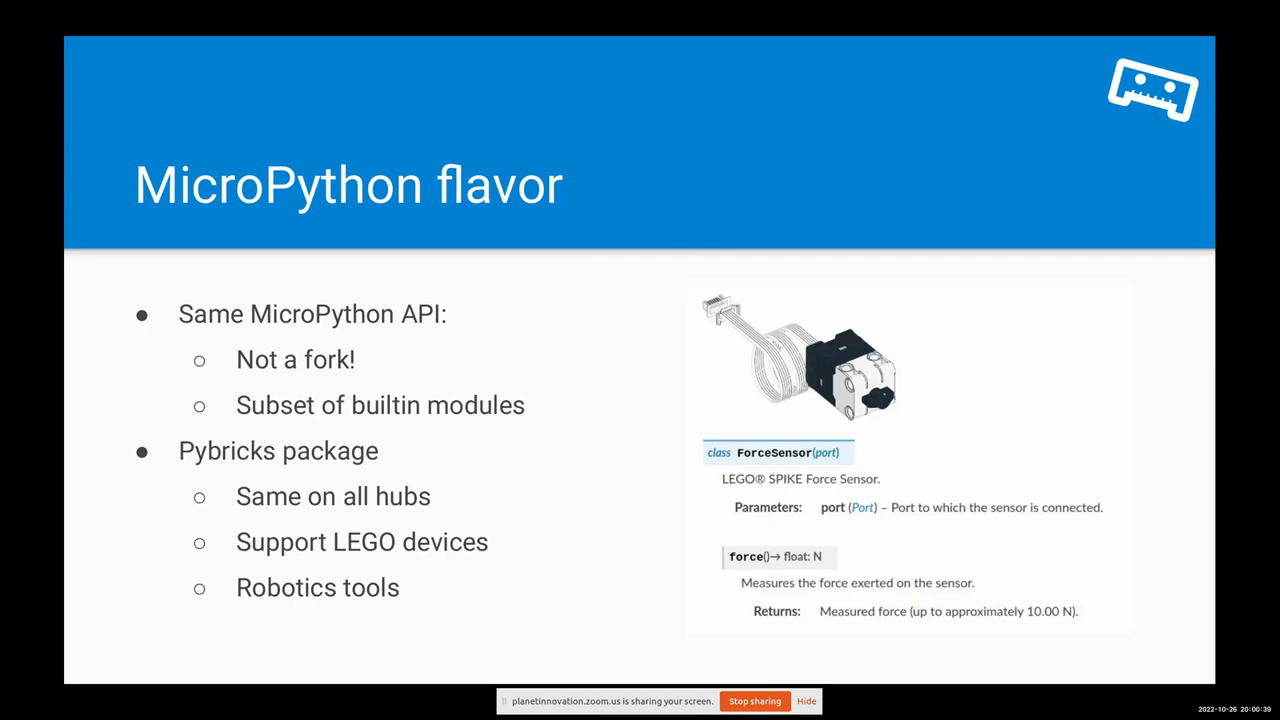 MicroPython flavor
● Same MicroPython API:
○ Not a fork!
○ Subset of builtin modules
● Pybricks package
○ Same on all hubs
○ Support LEGO devices
○ Robotics tools
class ForceSensor(port)
LEGO® SPIKE Force Sensor.
Parameters: port (Port) – Port to which the sensor is connected.
force()→ float: N
Measures the force exerted on the sensor.
Returns: Measured force (up to approximately 10.00 N).
planetinnovation.zoom.us is sharing your screen. Stop sharing Hide
2022-10-26 20:00:39